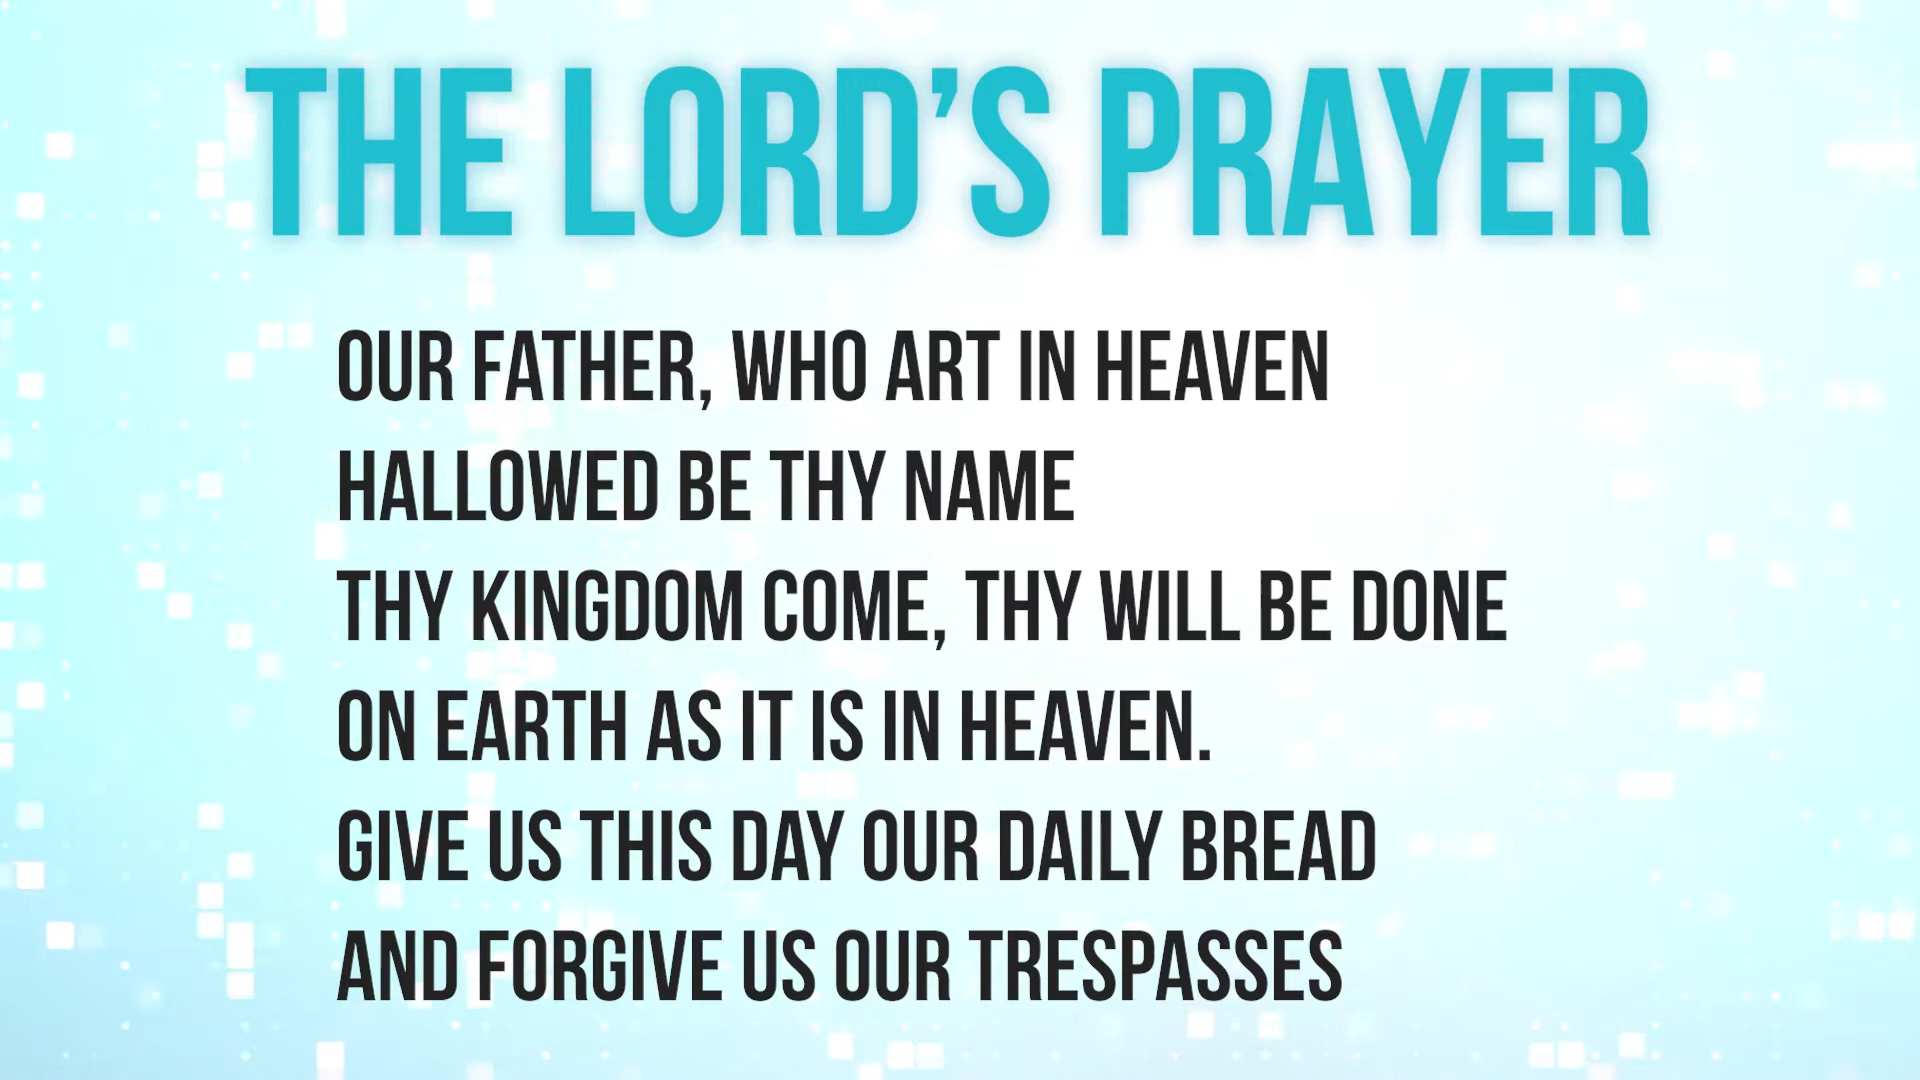 THE LORD’S PRAYER
OUR FATHER, WHO ART IN HEAVEN
HALLOWED BE THY NAME
THY KINGDOM COME, THY WILL BE DONE
ON EARTH AS IT IS IN HEAVEN.
GIVE US THIS DAY OUR DAILY BREAD
AND FORGIVE US OUR TRESPASSES